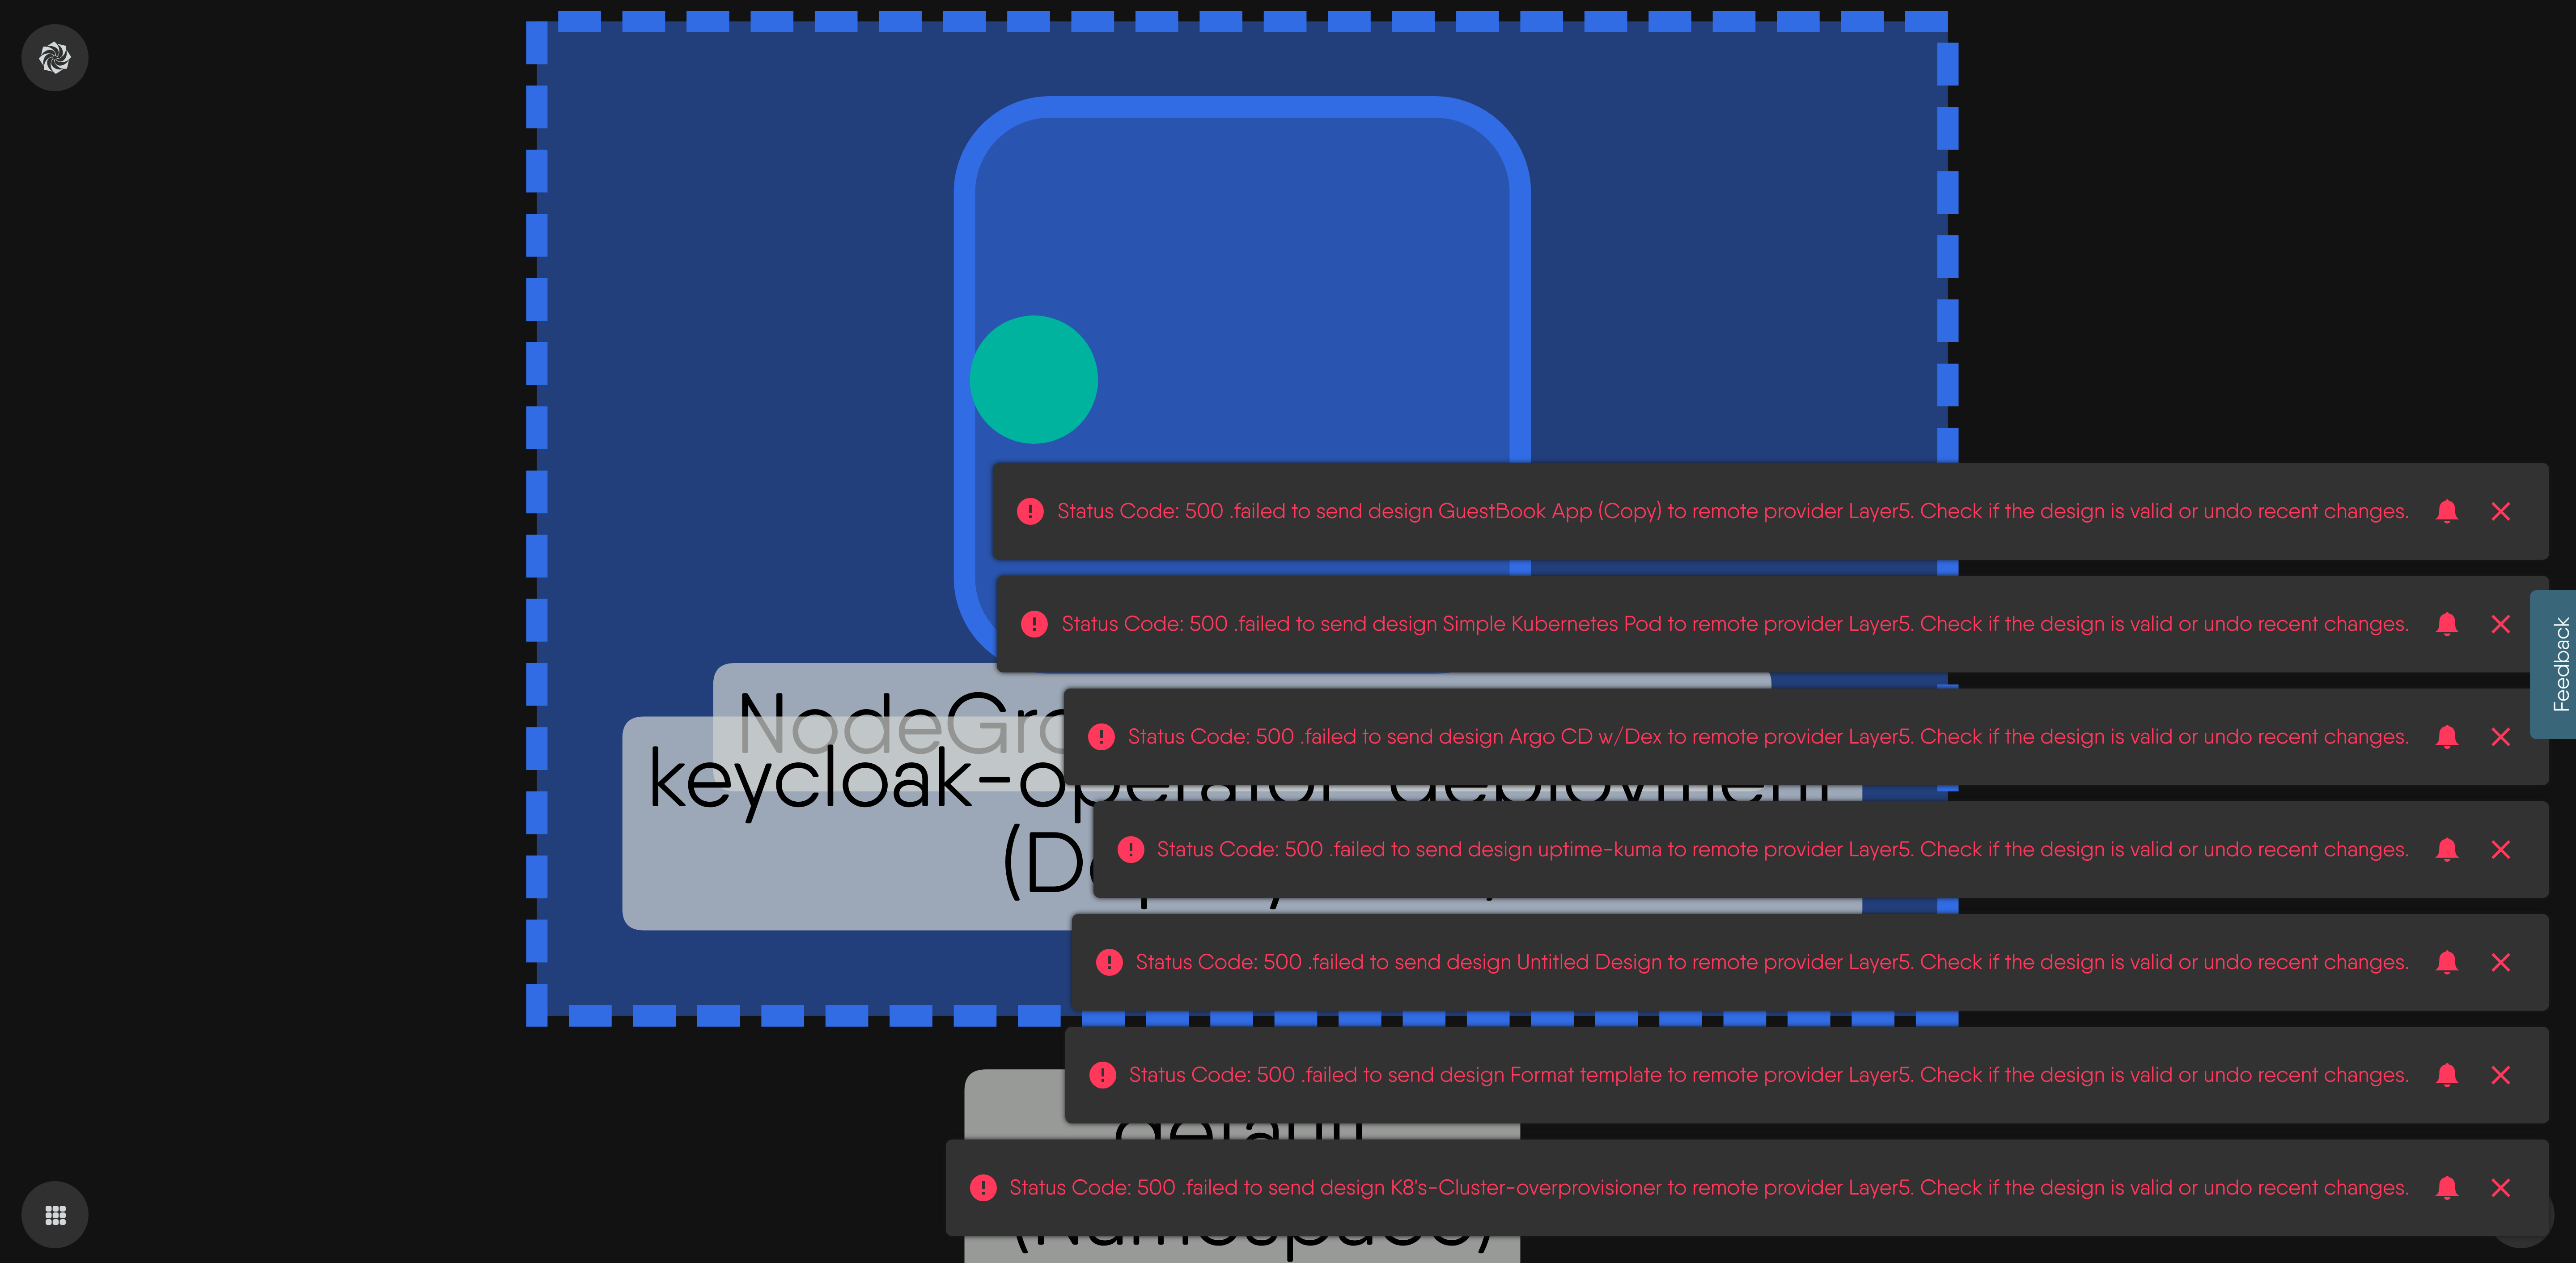 Status Code: 500 .failed to send design GuestBook App (Copy) to remote provider Layer5. Check if the design is valid or undo recent changes.
Status Code: 500 .failed to send design Simple Kubernetes Pod to remote provider Layer5. Check if the design is valid or undo recent changes.
Feedback
Status Code: 500 .failed to send design Argo CD w/Dex to remote provider Layer5. Check if the design is valid or undo recent changes.
keycloak-operator-deployment
Status Code: 500 .failed to send design uptime-kuma to remote provider Layer5. Check if the design is valid or undo recent changes.
Status Code: 500 .failed to send design Untitled Design to remote provider Layer5. Check if the design is valid or undo recent changes.
Status Code: 500 .failed to send design Format template to remote provider Layer5. Check if the design is valid or undo recent changes.
default
Status Code: 500 .failed to send design K8's-Cluster-overprovisioner to remote provider Layer5. Check if the design is valid or undo recent changes.
(Namespace)